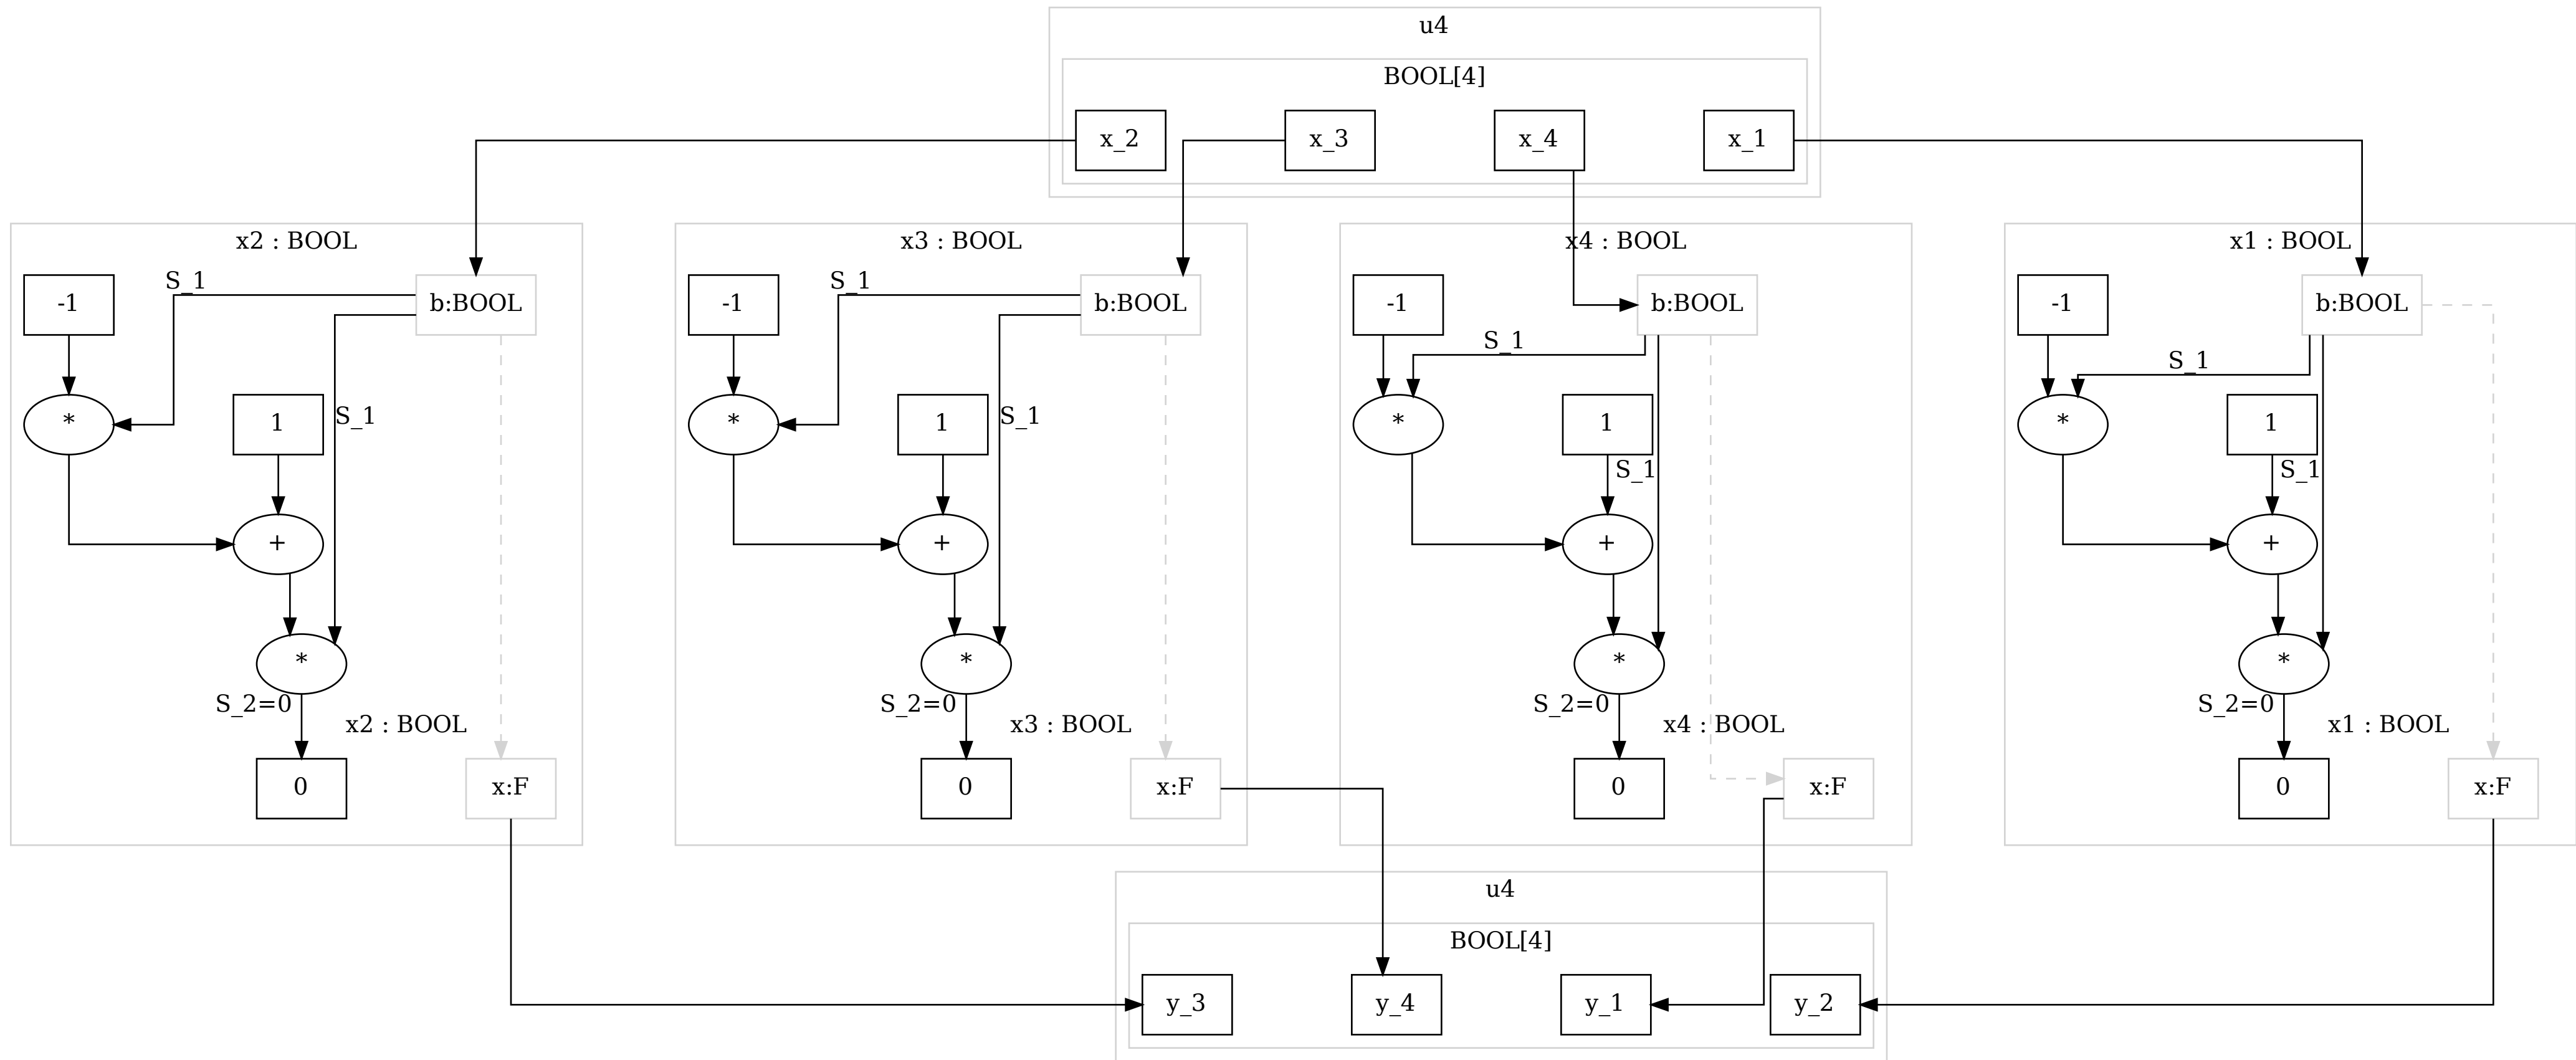 u4
BOOL[4]
x_2
x_3
x_4
x_1
x2 : BOOL
x3 : BOOL
x4 : BOOL
x1 : BOOL
-1
S_1
b:BOOL
-1
S_1
b:BOOL
-1
b:BOOL
-1
b:BOOL
S_1
S_1
*
1
S_1
*
1
S_1
*
1
*
1
S_1
S_1
+
+
+
+
*
*
*
*
S_2=0
x2 : BOOL
S_2=0
x3 : BOOL
S_2=0
x4 : BOOL
S_2=0
x1 : BOOL
0
x:F
0
x:F
0
x:F
0
x:F
u4
BOOL[4]
y_3
y_4
y_1
y_2